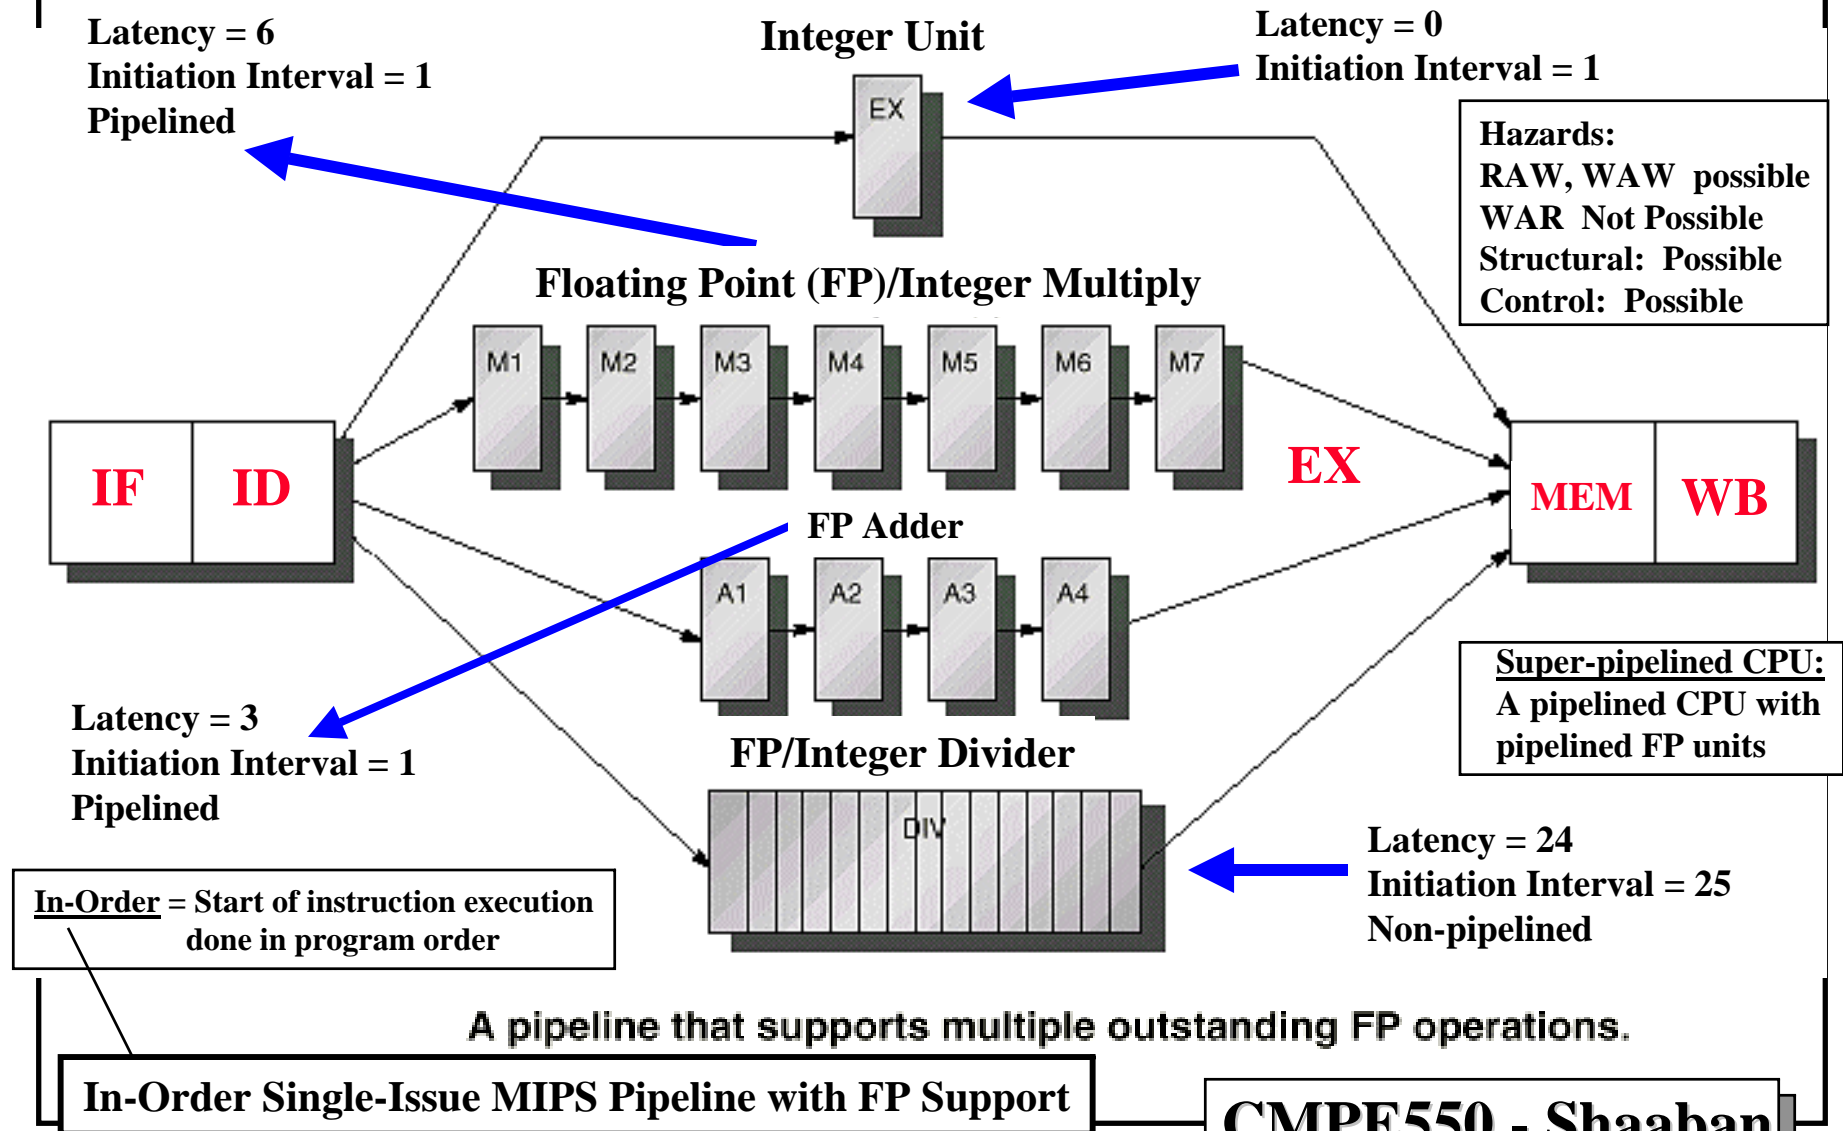 Latency = 6
Initiation Interval = 1
Pipelined
Integer Unit
Latency = 0
Initiation Interval = 1
EX
Hazards:
RAW, WAW possible
WAR Not Possible
Structural: Possible
Control: Possible
Floating Point (FP)/Integer Multiply
M1 M2 M3 M4 M5 M6 M7
IF ID
EX
MEM WB
FP Adder
A1 A2 A3 A4
Super-pipelined CPU:
A pipelined CPU with
pipelined FP units
Latency = 3
Initiation Interval = 1
Pipelined
FP/Integer Divider
DIV
Latency = 24
Initiation Interval = 25
Non-pipelined
In-Order = Start of instruction execution
done in program order
A pipeline that supports multiple outstanding FP operations.
In-Order Single-Issue MIPS Pipeline with FP Support
CMPE550 - Shaaban